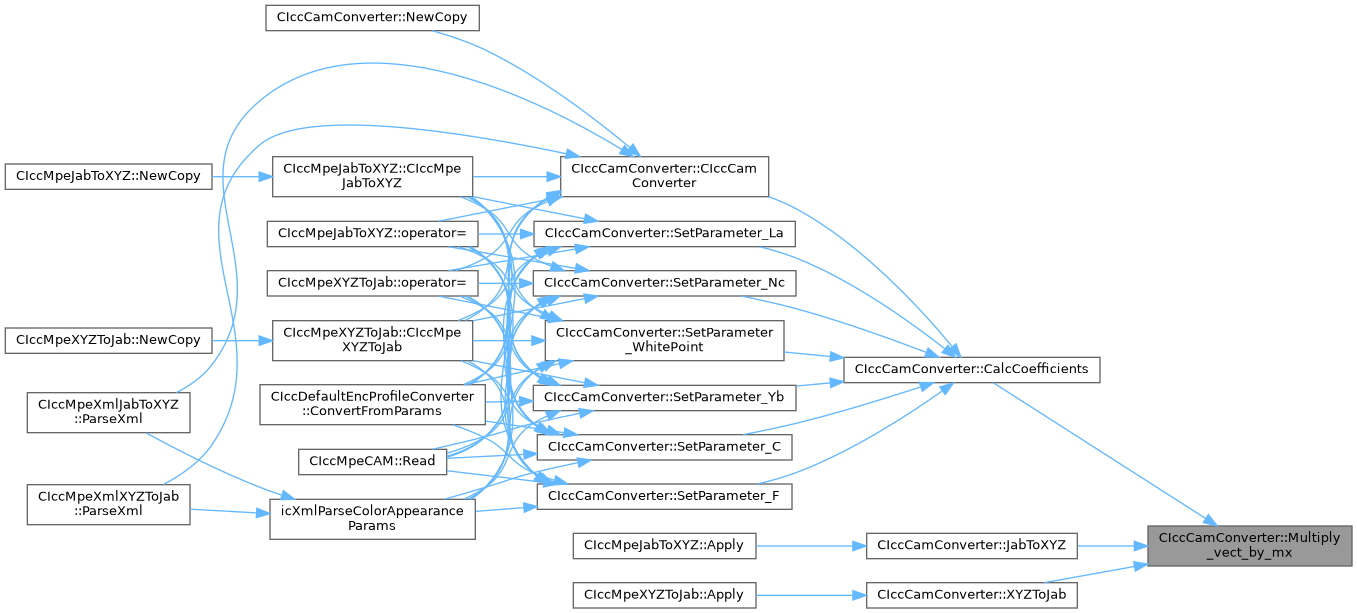 CIccCamConverter::NewCopy
CIccMpeJabToXYZ::NewCopy
CIccMpeXYZToJab::NewCopy
CIccMpeXmlJabToXYZ
::ParseXml
CIccMpeXmlXYZToJab
::ParseXml
CIccMpeJabToXYZ::CIccMpe
JabToXYZ
CIccMpeJabToXYZ::operator=
CIccMpeXYZToJab::operator=
CIccMpeXYZToJab::CIccMpe
XYZToJab
CIccDefaultEncProfileConverter
::ConvertFromParams
CIccMpeCAM::Read
icXmlParseColorAppearance
Params
CIccCamConverter::CIccCam
Converter
CIccCamConverter::SetParameter_La
CIccCamConverter::SetParameter_Nc
CIccCamConverter::SetParameter
_WhitePoint
CIccCamConverter::SetParameter_Yb
CIccCamConverter::SetParameter_C
CIccCamConverter::SetParameter_F
CIccMpeJabToXYZ::Apply
CIccMpeXYZToJab::Apply
CIccCamConverter::CalcCoefficients
CIccCamConverter::JabToXYZ
CIccCamConverter::XYZToJab
CIccCamConverter::Multiply
_vect_by_mx